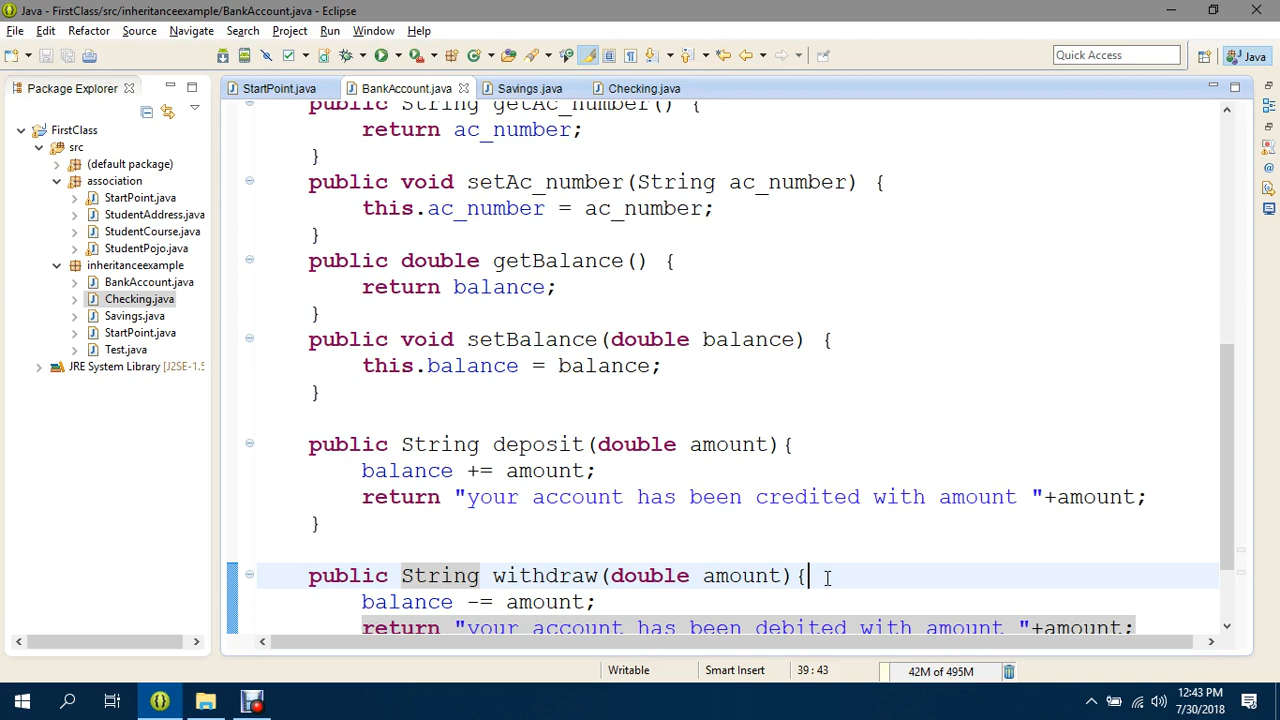 Java - FirstClass/src/inheritanceexample/BankAccount.java - Eclipse
File Edit Refactor Source Navigate Search Project Run Window Help
Quick Access
Java
Package Explorer
StartPoint.java BankAccount.java Savings.java Checking.java
FirstClass
src
(default package)
association
StartPoint.java
StudentAddress.java
StudentCourse.java
StudentPojo.java
inheritanceexample
BankAccount.java
Checking.java
Savings.java
StartPoint.java
Test.java
JRE System Library [J2SE-1.5
public String getAc_number() {
return ac_number;
}
public void setAc_number(String ac_number) {
this.ac_number = ac_number;
}
public double getBalance() {
return balance;
}
public void setBalance(double balance) {
this.balance = balance;
}
public String deposit(double amount){
balance += amount;
return "your account has been credited with amount "+amount;
}
public String withdraw(double amount){
balance -= amount;
return "your account has been debited with amount "+amount;
Writable Smart Insert 39 : 43 42M of 495M
12:43 PM
7/30/2018